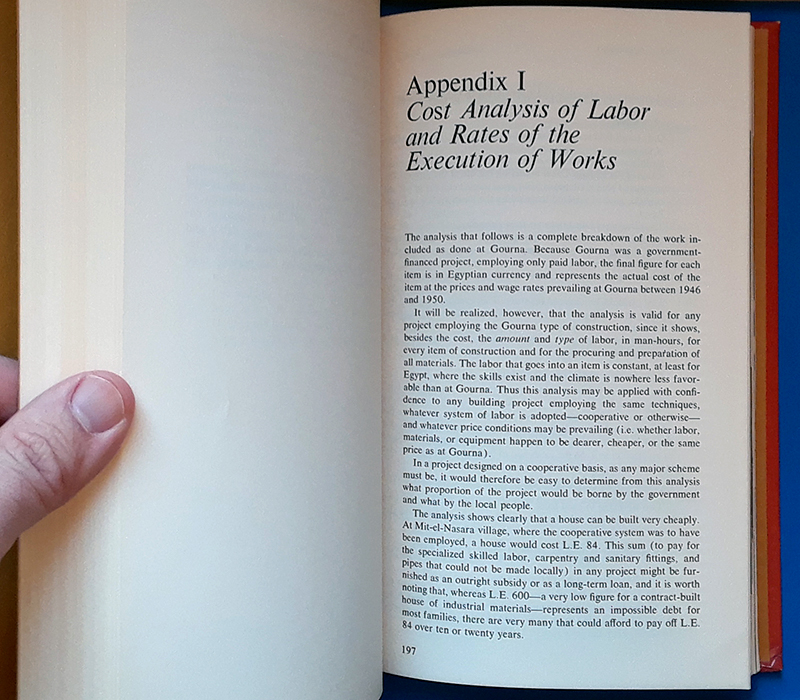 Appendix I
Cost Analysis of Labor
and Rates of the
Execution of Works
The analysis that follows is a complete breakdown of the work in-
cluded as done at Gourna. Because Gourna was a government-
financed project, employing only paid labor, the final figure for each
item is in Egyptian currency and represents the actual cost of the
item at the prices and wage rates prevailing at Gourna between 1946
and 1950.
It will be realized, however, that the analysis is valid for any
project employing the Gourna type of construction, since it shows,
besides the cost, the amount and type of labor, in man-hours, for
every item of construction and for the procuring and preparation of
all materials. The labor that goes into an item is constant, at least for
Egypt, where the skills exist and the climate is nowhere less favor-
able than at Gourna. Thus this analysis may be applied with confi-
dence to any building project employing the same techniques,
whatever system of labor is adopted—cooperative or otherwise—
and whatever price conditions may be prevailing (i.e. whether labor,
materials, or equipment happen to be dearer, cheaper, or the same
price as at Gourna).
In a project designed on a cooperative basis, as any major scheme
must be, it would therefore be easy to determine from this analysis
what proportion of the project would be borne by the government
and what by the local people.
The analysis shows clearly that a house can be built very cheaply.
At Mit-el-Nasara village, where the cooperative system was to have
been employed, a house would cost L.E. 84. This sum (to pay for
the specialized skilled labor, carpentry and sanitary fittings, and
pipes that could not be made locally) in any project might be fur-
nished as an outright subsidy or as a long-term loan, and it is worth
noting that, whereas L.E. 600—a very low figure for a contract-built
house of industrial materials—represents an impossible debt for
most families, there are very many that could afford to pay off L.E.
84 over ten or twenty years.
197